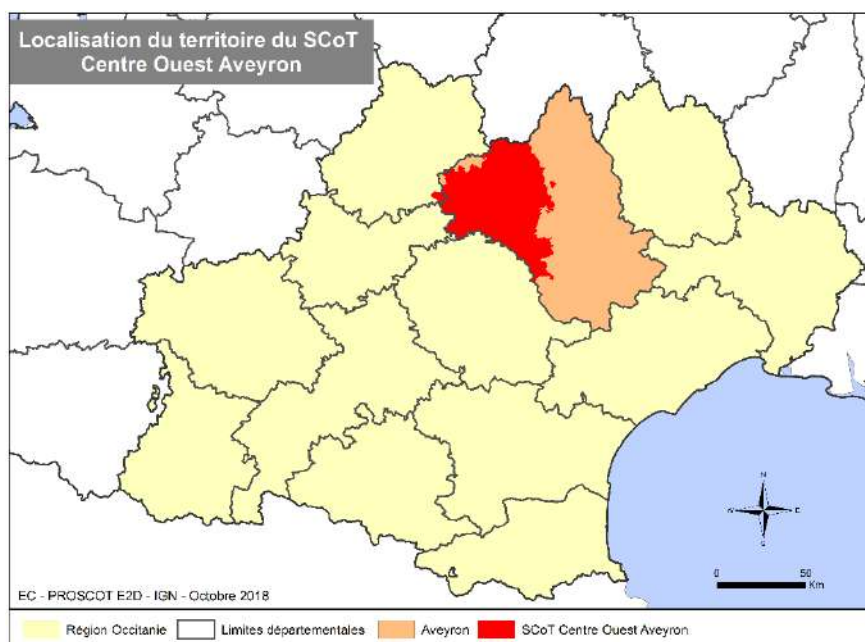 Localisation du territoire du SCoT
Centre Ouest Aveyron
N
W
E
S
0
50
Km
EC - PROSCOT E2D - IGN - Octobre 2018
Région Occitanie
Limites départementales
Aveyron
SCoT Centre Ouest Aveyron